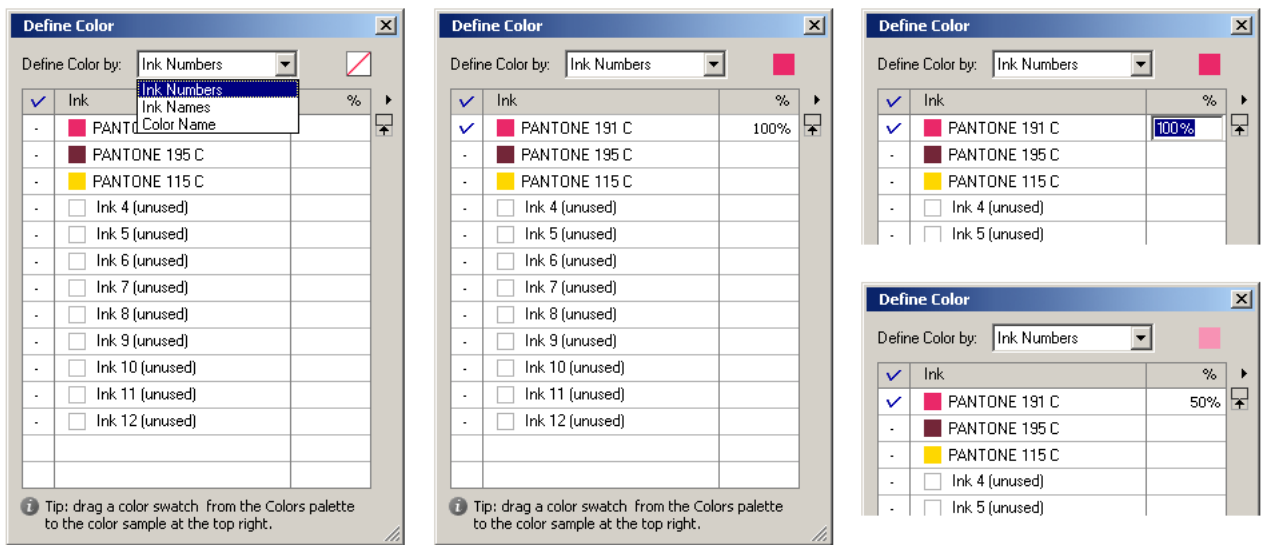 Define Color
Define Color by: Ink Numbers
Ink Numbers
Ink Names
Color Name
Ink %
PANTO
PANTONE 195 C
PANTONE 115 C
Ink 4 (unused)
Ink 5 (unused)
Ink 6 (unused)
Ink 7 (unused)
Ink 8 (unused)
Ink 9 (unused)
Ink 10 (unused)
Ink 11 (unused)
Ink 12 (unused)
Tip: drag a color swatch from the Colors palette
to the color sample at the top right.
Define Color
Define Color by: Ink Numbers
Ink %
PANTONE 191 C 100%
PANTONE 195 C
PANTONE 115 C
Ink 4 (unused)
Ink 5 (unused)
Ink 6 (unused)
Ink 7 (unused)
Ink 8 (unused)
Ink 9 (unused)
Ink 10 (unused)
Ink 11 (unused)
Ink 12 (unused)
Tip: drag a color swatch from the Colors palette
to the color sample at the top right.
Define Color
Define Color by: Ink Numbers
Ink %
PANTONE 191 C 100%
PANTONE 195 C
PANTONE 115 C
Ink 4 (unused)
Ink 5 (unused)
Define Color
Define Color by: Ink Numbers
Ink %
PANTONE 191 C 50%
PANTONE 195 C
PANTONE 115 C
Ink 4 (unused)
Ink 5 (unused)